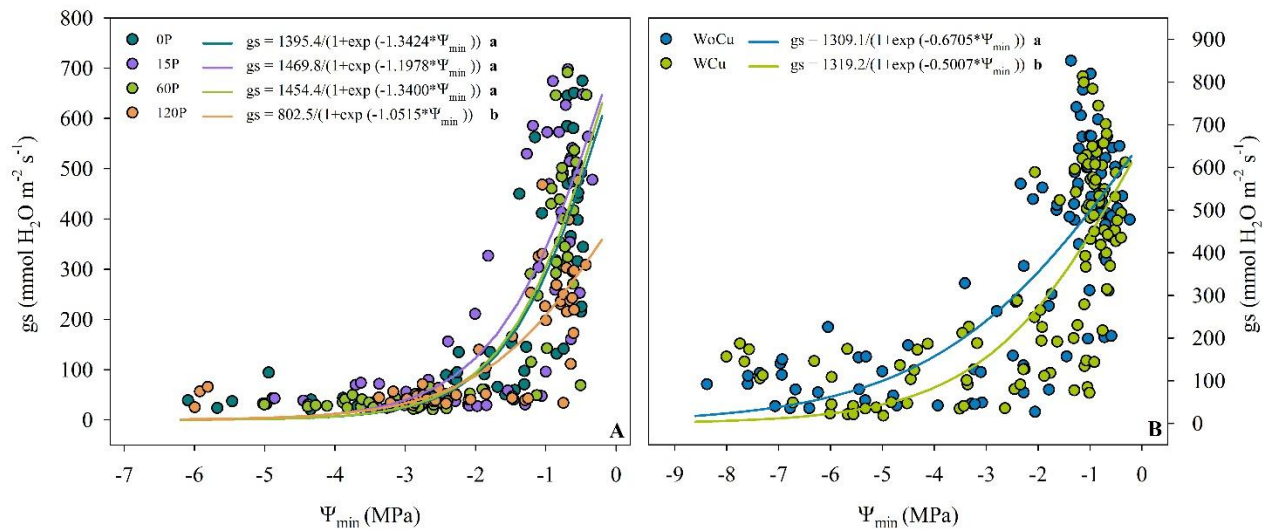 800
700
600
500
400
300
200
100
0
gs (mmol H₂O m⁻² s⁻¹)
0P gs = 1395.4/(1+exp (-1.3424*Ψmin)) a
15P gs = 1469.8/(1+exp (-1.1978*Ψmin)) a
60P gs = 1454.4/(1+exp (-1.3400*Ψmin)) a
120P gs = 802.5/(1+exp (-1.0515*Ψmin)) b
A
-7 -6 -5 -4 -3 -2 -1 0
Ψmin (MPa)
WoCu gs = 1309.1/(1+exp (-0.6705*Ψmin)) a
WCu gs = 1319.2/(1+exp (-0.5007*Ψmin)) b
B
-9 -8 -7 -6 -5 -4 -3 -2 -1 0
Ψmin (MPa)
900
800
700
600
500
400
300
200
100
0
gs (mmol H₂O m⁻² s⁻¹)